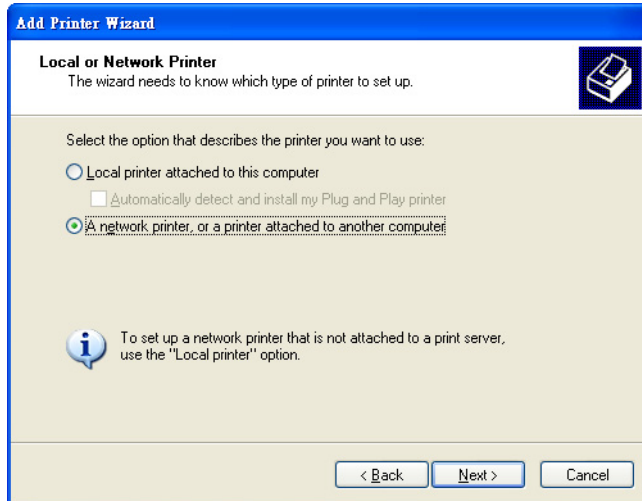 Add Printer Wizard
Local or Network Printer
The wizard needs to know which type of printer to set up.
Select the option that describes the printer you want to use:
Local printer attached to this computer
Automatically detect and install my Plug and Play printer
A network printer, or a printer attached to another computer
To set up a network printer that is not attached to a print server,
use the "Local printer" option.
< Back Next > Cancel